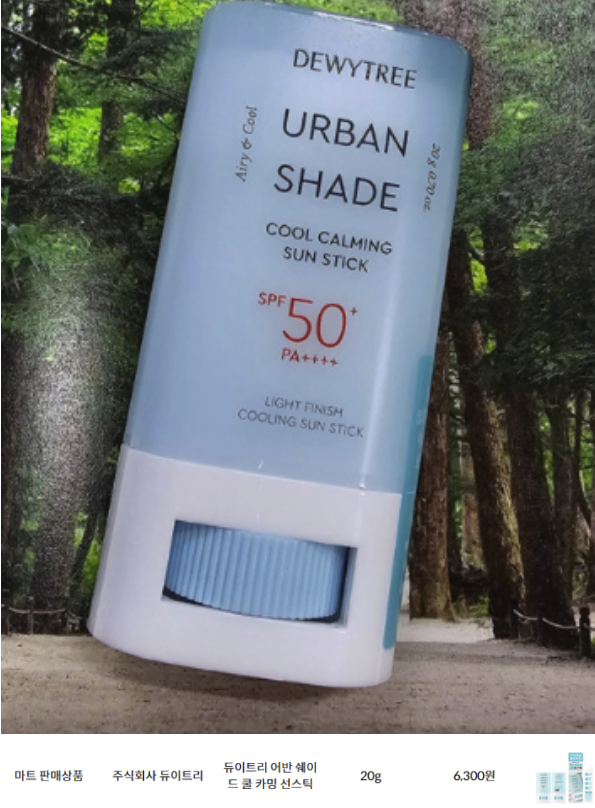 DEWYTREE
Airy & Cool
URBAN
SHADE
20g 0.70 oz.
COOL CALMING
SUN STICK
SPF 50+
PA++++
LIGHT FINISH
COOLING SUN STICK
마트 판매상품
주식회사 듀이트리
듀이트리 어반 쉐이
드 쿨 카밍 선스틱
20g
6,300원